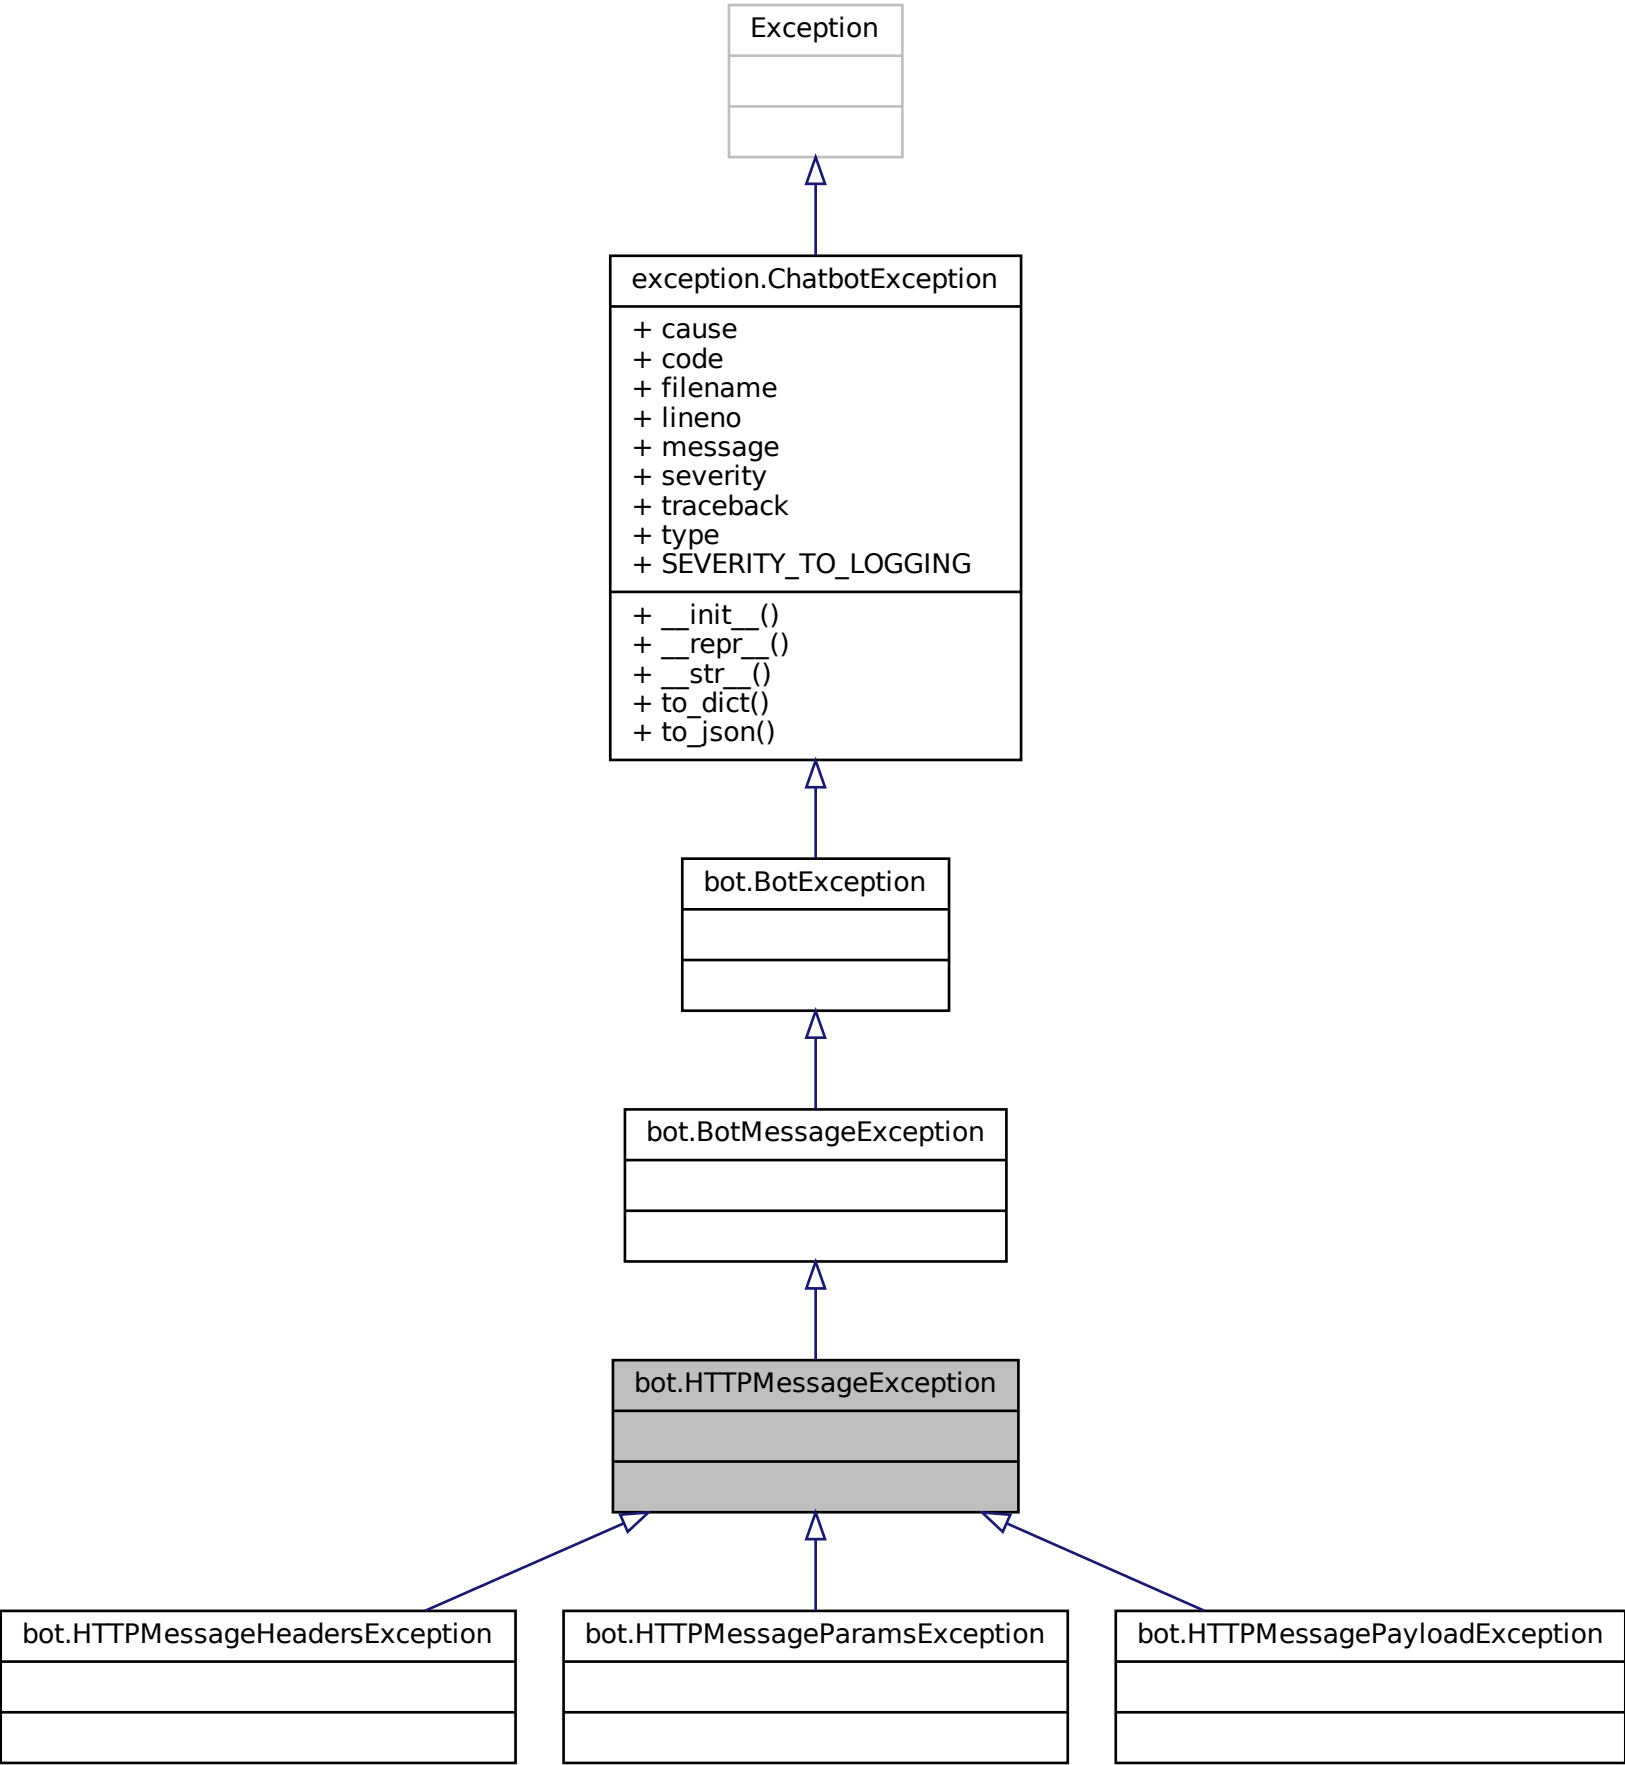 Exception
exception.ChatbotException
+ cause
+ code
+ filename
+ lineno
+ message
+ severity
+ traceback
+ type
+ SEVERITY_TO_LOGGING
+ __init__()
+ __repr__()
+ __str__()
+ to_dict()
+ to_json()
bot.BotException
bot.BotMessageException
bot.HTTPMessageException
bot.HTTPMessageHeadersException
bot.HTTPMessageParamsException
bot.HTTPMessagePayloadException